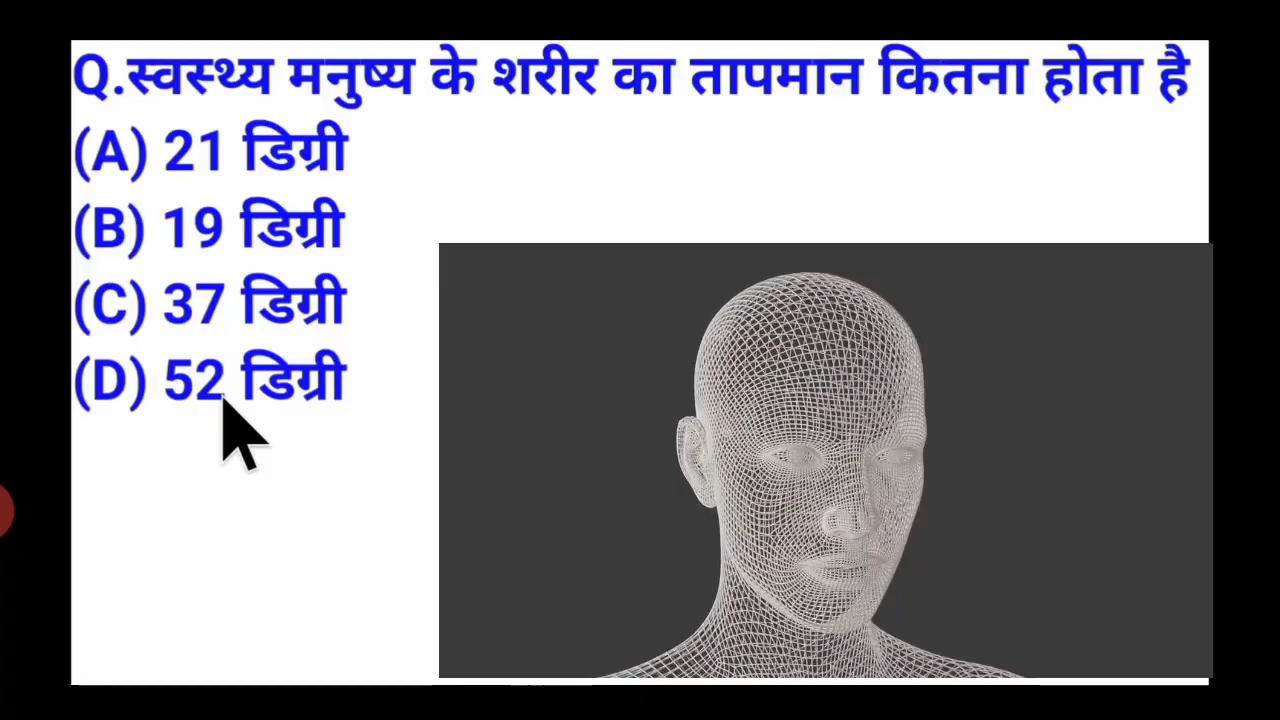 Q.स्वस्थ्य मनुष्य के शरीर का तापमान कितना होता है
(A) 21 डिग्री
(B) 19 डिग्री
(C) 37 डिग्री
(D) 52 डिग्री